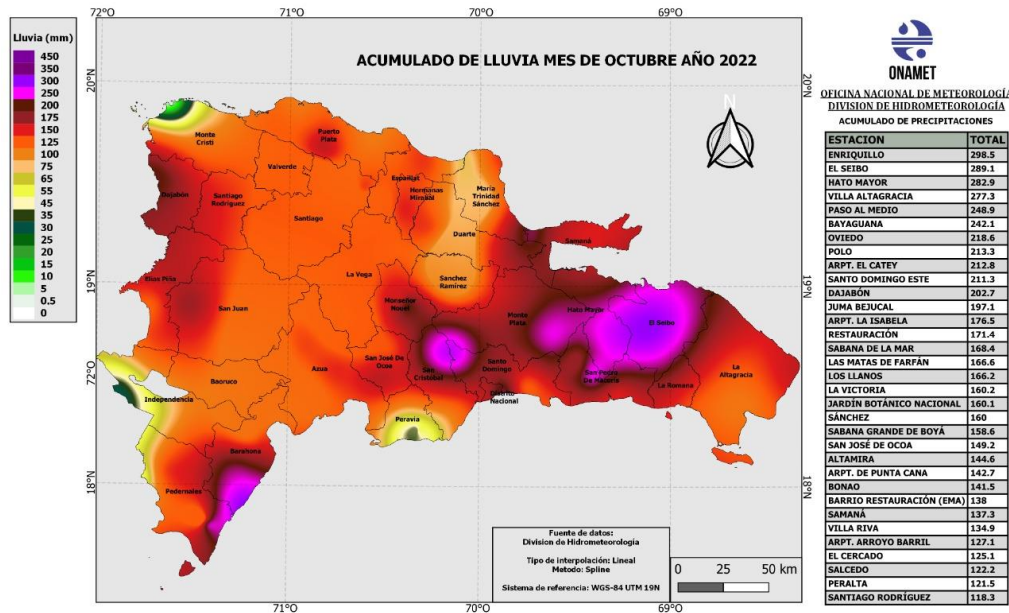 72°O
71°O
70°O
69°O
Lluvia (mm)
450
350
300
250
200
175
150
100
75
65
55
45
35
30
25
20
15
10
5
0.5
0
ACUMULADO DE LLUVIA MES DE OCTUBRE AÑO 2022
N
20°N
20°N
19°N
19°N
72°O
18°N
18°N
71°O
70°O
69°O
Monte
Cristi
Puerto
Plata
Valverde
Espaillat
Hermanas
Mirabal
María
Trinidad
Sánchez
Dajabón
Santiago
Rodríguez
Santiago
Duarte
Samaná
Elías Piña
La Vega
Sánchez
Ramírez
San Juan
Monseñor
Nouel
Monte
Plata
Hato Mayor
El Seibo
Azua
San José De
Ocoa
San
Cristóbal
Santo
Domingo
San Pedro
De Macorís
La
Altagracia
Baoruco
Independencia
Distrito
Nacional
La Romana
Peravia
Barahona
Pedernales
Fuente de datos:
Division de Hidrometeorología
Tipo de interpolación: Lineal
Metodo: Spline
Sistema de referencia: WGS-84 UTM 19N
0 25 50 km
ONAMET
OFICINA NACIONAL DE METEOROLOGÍA
DIVISION DE HIDROMETEOROLOGÍA
ACUMULADO DE PRECIPITACIONES
ESTACION TOTAL
ENRIQUILLO 298.5
EL SEIBO 289.1
HATO MAYOR 282.9
VILLA ALTAGRACIA 277.3
PASO AL MEDIO 248.9
BAYAGUANA 242.1
OVIEDO 218.6
POLO 213.3
ARPT. EL CATEY 212.8
SANTO DOMINGO ESTE 211.3
DAJABÓN 202.7
JUMA BEJUCAL 197.1
ARPT. LA ISABELA 176.5
RESTAURACIÓN 171.4
SABANA DE LA MAR 168.4
LAS MATAS DE FARFÁN 166.6
LOS LLANOS 166.2
LA VICTORIA 160.2
JARDÍN BOTÁNICO NACIONAL 160.1
SÁNCHEZ 160
SABANA GRANDE DE BOYÁ 158.6
SAN JOSÉ DE OCOA 149.2
ALTAMIRA 144.6
ARPT. DE PUNTA CANA 142.7
BONAO 141.5
BARRIO RESTAURACIÓN (EMA) 138
SAMANÁ 137.3
VILLA RIVA 134.9
ARPT. ARROYO BARRIL 127.1
EL CERCADO 125.1
SALCEDO 122.2
PERALTA 121.5
SANTIAGO RODRÍGUEZ 118.3